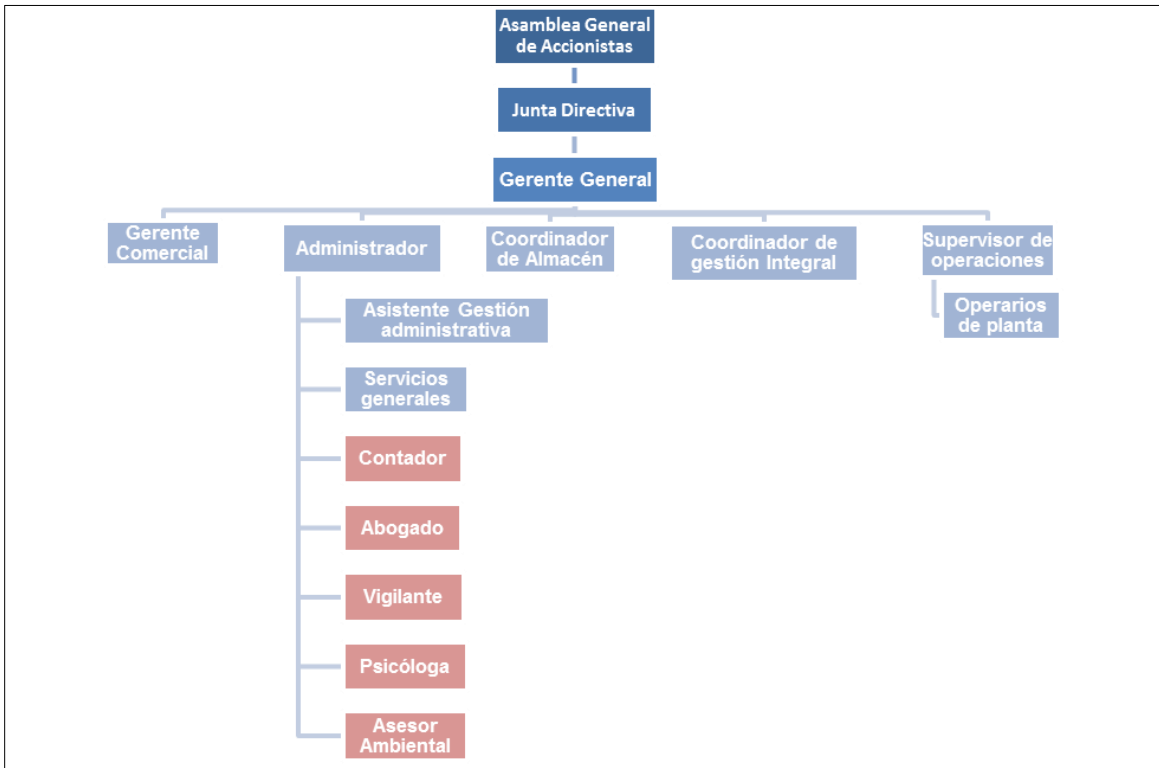 Asamblea General
de Accionistas
Junta Directiva
Gerente General
Gerente
Comercial
Administrador
Coordinador
de Almacén
Coordinador de
gestión Integral
Supervisor de
operaciones
Operarios
de planta
Asistente Gestión
administrativa
Servicios
generales
Contador
Abogado
Vigilante
Psicóloga
Asesor
Ambiental